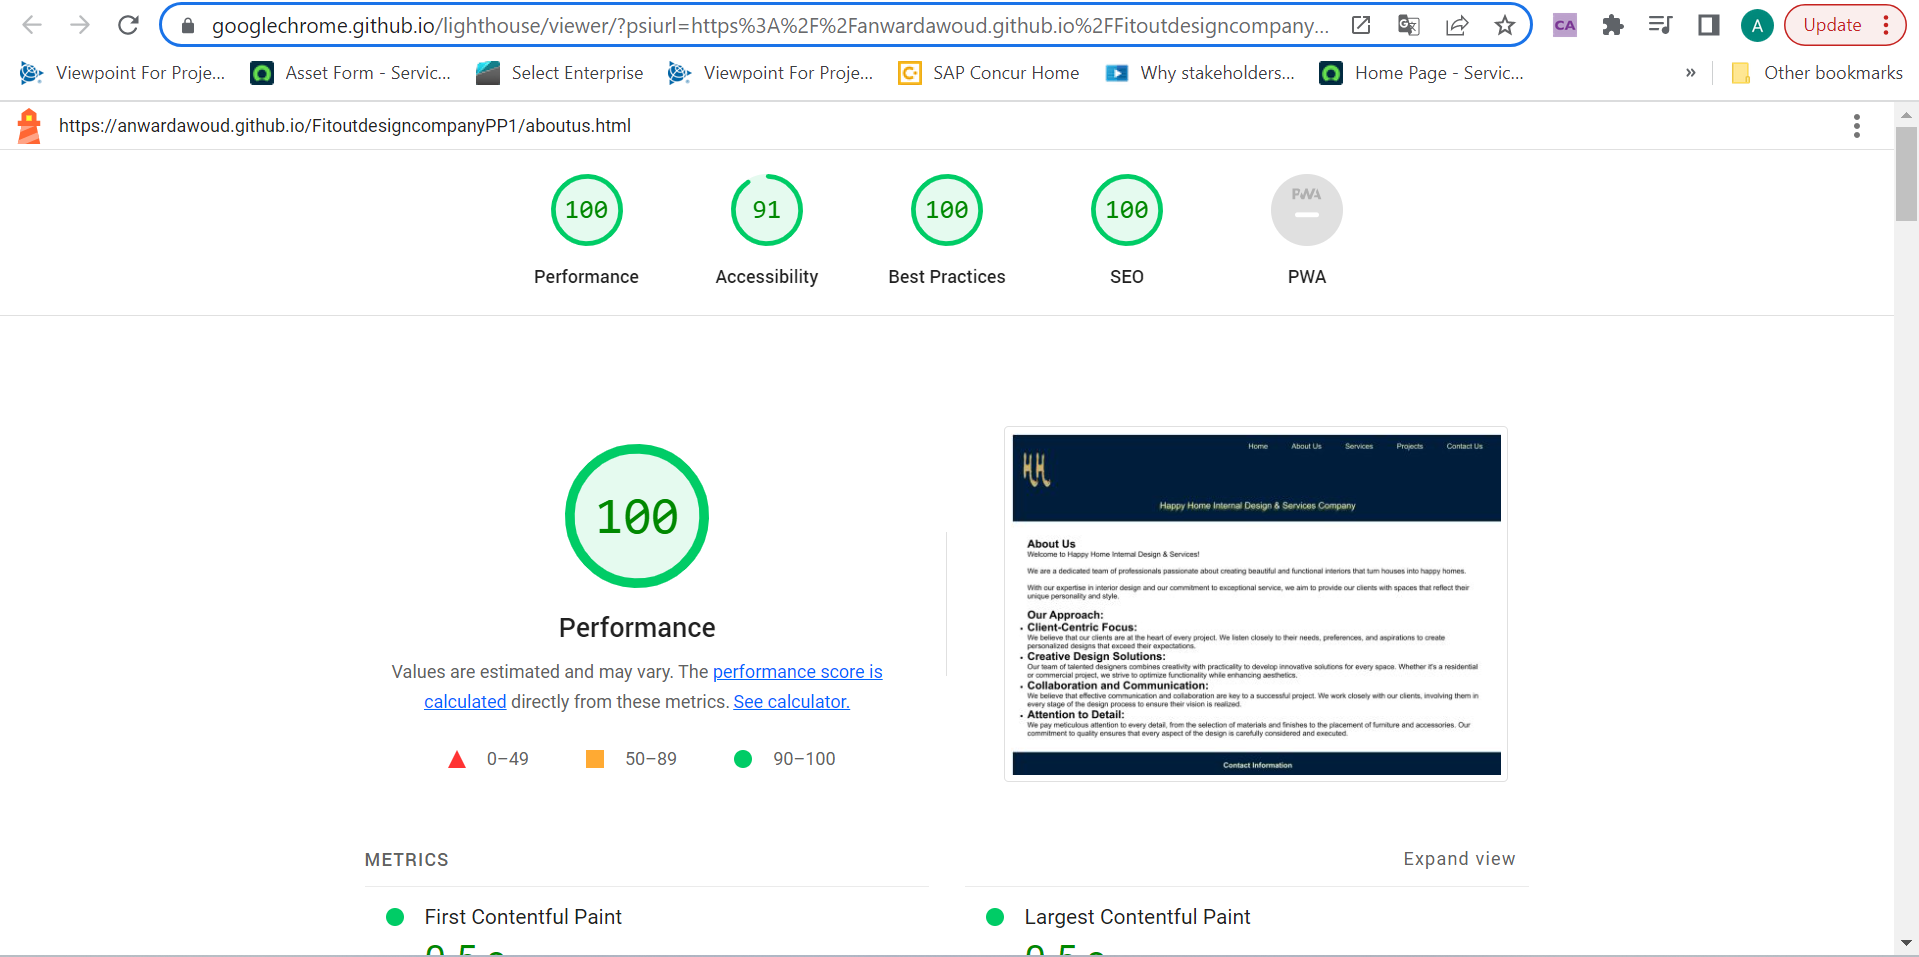 googlechrome.github.io/lighthouse/viewer/?psiurl=https%3A%2F%2Fanwardawoud.github.io%2FFitoutdesigncompany...
CA
A
Update
Viewpoint For Proje...
Asset Form - Servic...
Select Enterprise
Viewpoint For Proje...
SAP Concur Home
Why stakeholders...
Home Page - Servic...
»
Other bookmarks
https://anwardawoud.github.io/FitoutdesigncompanyPP1/aboutus.html
100
91
100
100
PWA
Performance
Accessibility
Best Practices
SEO
PWA
100
Performance
Values are estimated and may vary. The performance score is
calculated directly from these metrics. See calculator.
0–49
50–89
90–100
Home
About Us
Services
Projects
Contact Us
HH
Happy Home Internal Design & Services Company
About Us
Welcome to Happy Home Internal Design & Services!
We are a dedicated team of professionals passionate about creating beautiful and functional interiors that turn houses into happy homes.
With our expertise in interior design and our commitment to exceptional service, we aim to provide our clients with spaces that reflect their
unique personality and style.
Our Approach:
• Client-Centric Focus:
We believe that our clients are at the heart of every project. We listen closely to their needs, preferences, and aspirations to create
personalized designs that exceed their expectations.
• Creative Design Solutions:
Our team of talented designers combines creativity with practicality to develop innovative solutions for every space. Whether it's a residential
or commercial project, we strive to optimize functionality while enhancing aesthetics.
• Collaboration and Communication:
We believe that effective communication and collaboration are key to a successful project. We work closely with our clients, involving them in
every stage of the design process to ensure their vision is realized.
• Attention to Detail:
We pay meticulous attention to every detail, from the selection of materials and finishes to the placement of furniture and accessories. Our
commitment to quality ensures that every aspect of the design is carefully considered and executed.
Contact Information
METRICS
Expand view
First Contentful Paint
0.5 s
Largest Contentful Paint
0.5 s